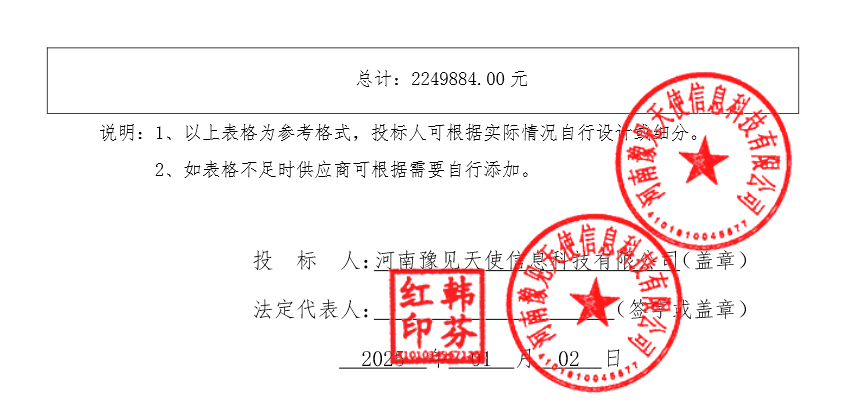 总计：2249884.00 元
说明：1、以上表格为参考格式，投标人可根据实际情况自行设计或细分。
2、如表格不足时供应商可根据需要自行添加。
河南豫见天使信息科技有限公司
4101810045677
投 标 人：河南豫见天使信息科技有限公司（盖章）
法定代表人： （签字或盖章）
韩芬红印
河南豫见天使信息科技有限公司
4101810045677
2025 年 01 月 02 日